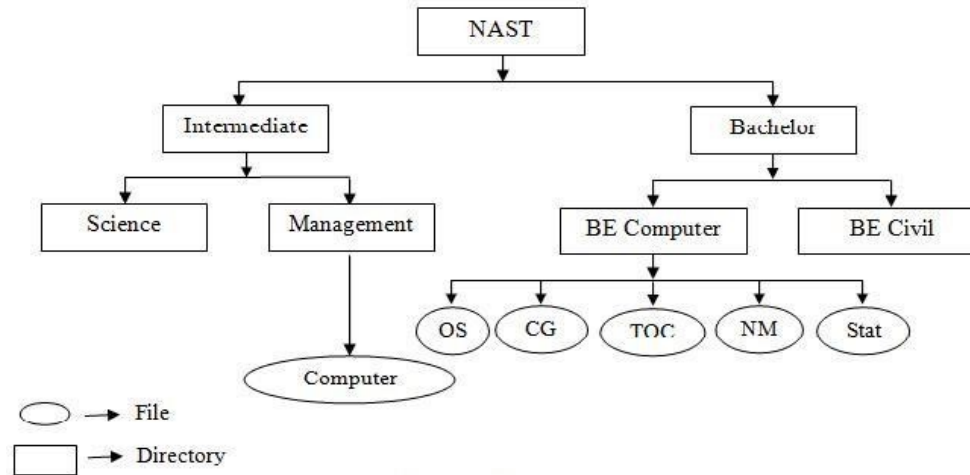 NAST
Intermediate
Bachelor
Science
Management
BE Computer
BE Civil
OS
CG
TOC
NM
Stat
Computer
File
Directory